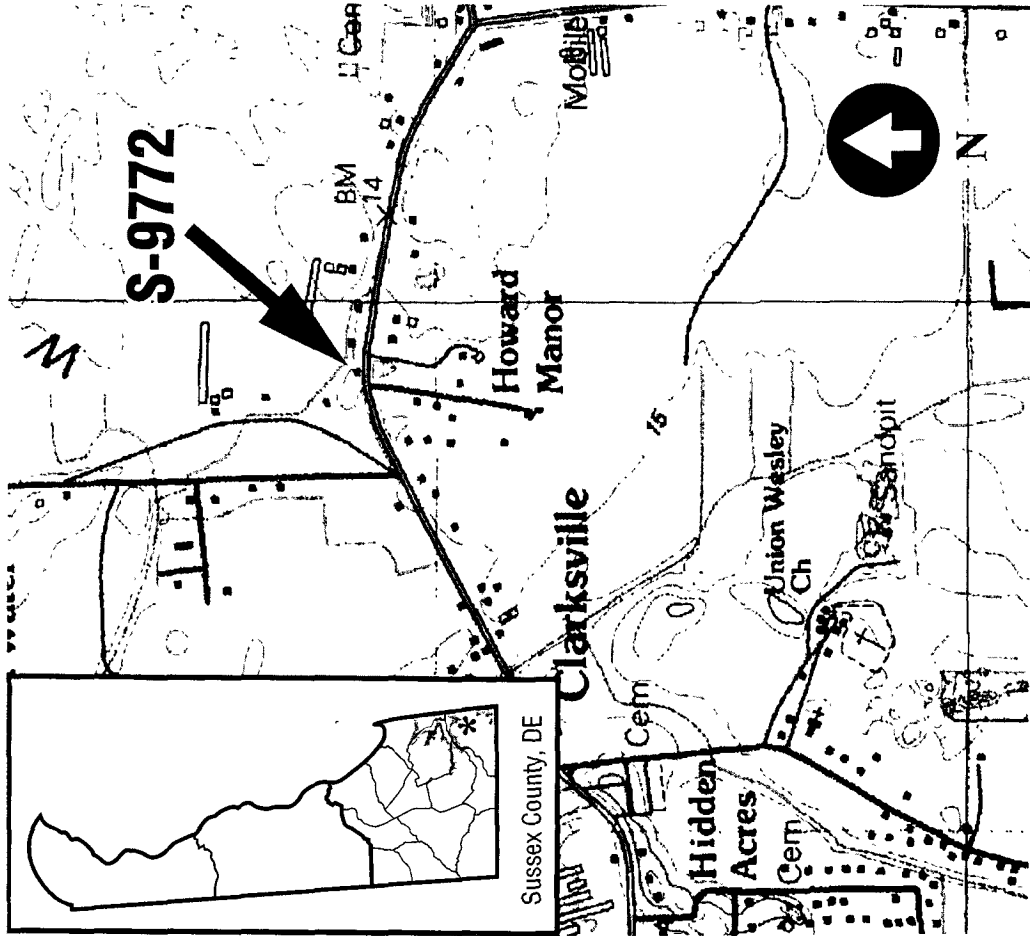 Mobile
BM
14
S-9772
N
Howard
Manor
15
Union Wesley
Ch
Sandpit
Clarksville
Cem
Hidden
Acres
Cem
Sussex County, DE